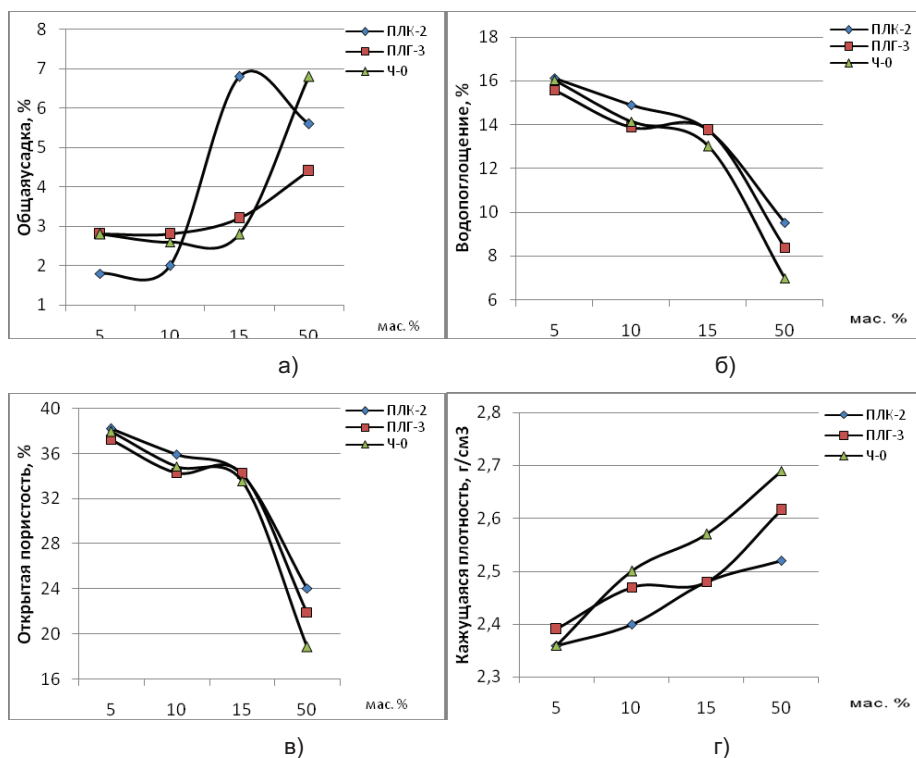 8
7
6
5
4
3
2
1
Общаяусадка, %
ПЛК-2
ПЛГ-3
Ч-0
5 10 15 50
мас. %
а)
18
16
14
12
10
8
6
Водопоглощение, %
ПЛК-2
ПЛГ-3
Ч-0
5 10 15 50
мас. %
б)
40
36
32
28
24
20
16
Открытая пористость, %
ПЛК-2
ПЛГ-3
Ч-0
5 10 15 50
мас. %
в)
2,8
2,7
2,6
2,5
2,4
2,3
Кажущаяся плотность, г/см3
ПЛК-2
ПЛГ-3
Ч-0
5 10 15 50
мас. %
г)